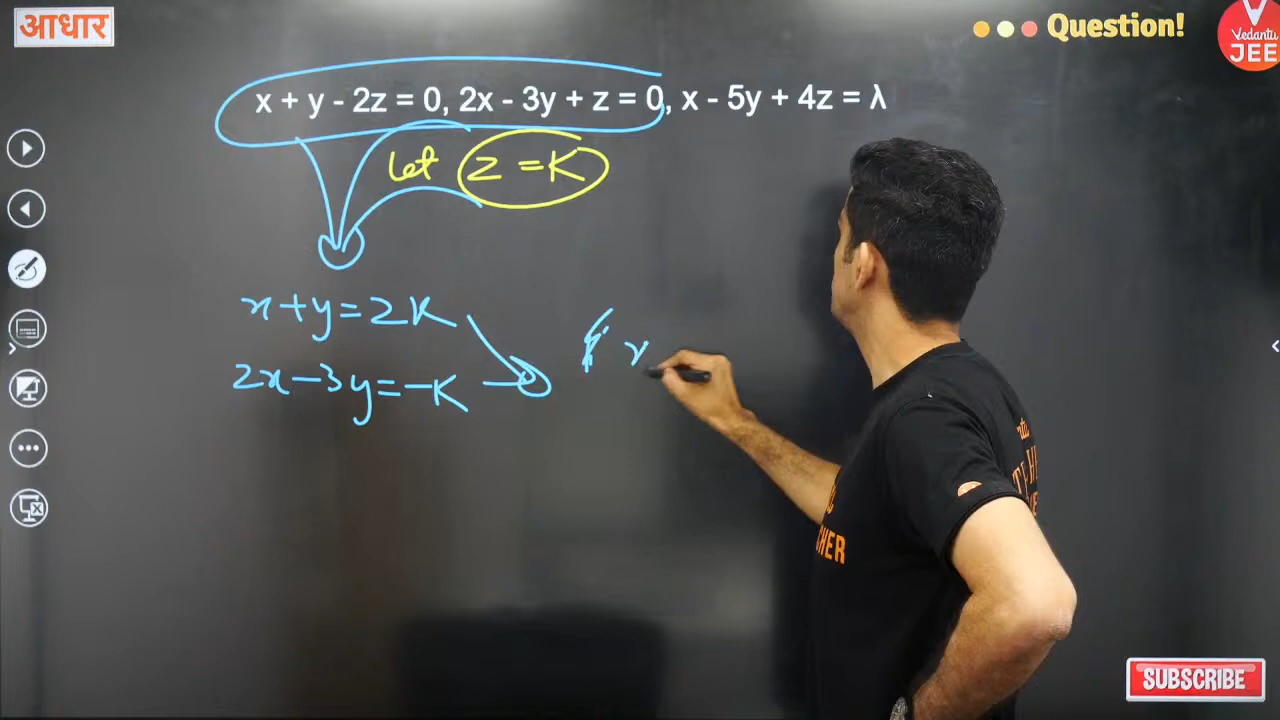 आधार
Question!
Vedantu
JEE
x + y - 2z = 0, 2x - 3y + z = 0, x - 5y + 4z = λ
Let z = K
x + y = 2K
2x - 3y = -K
x
SUBSCRIBE